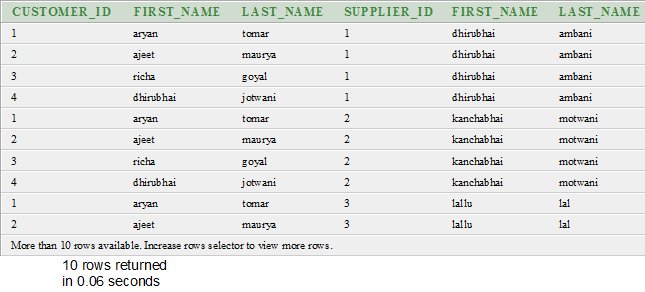 CUSTOMER_ID FIRST_NAME LAST_NAME SUPPLIER_ID FIRST_NAME LAST_NAME
1 aryan tomar 1 dhirubhai ambani
2 ajeet maurya 1 dhirubhai ambani
3 richa goyal 1 dhirubhai ambani
4 dhirubhai jotwani 1 dhirubhai ambani
1 aryan tomar 2 kanchabhai motwani
2 ajeet maurya 2 kanchabhai motwani
3 richa goyal 2 kanchabhai motwani
4 dhirubhai jotwani 2 kanchabhai motwani
1 aryan tomar 3 lallu lal
2 ajeet maurya 3 lallu lal
More than 10 rows available. Increase rows selector to view more rows.
10 rows returned
in 0.06 seconds